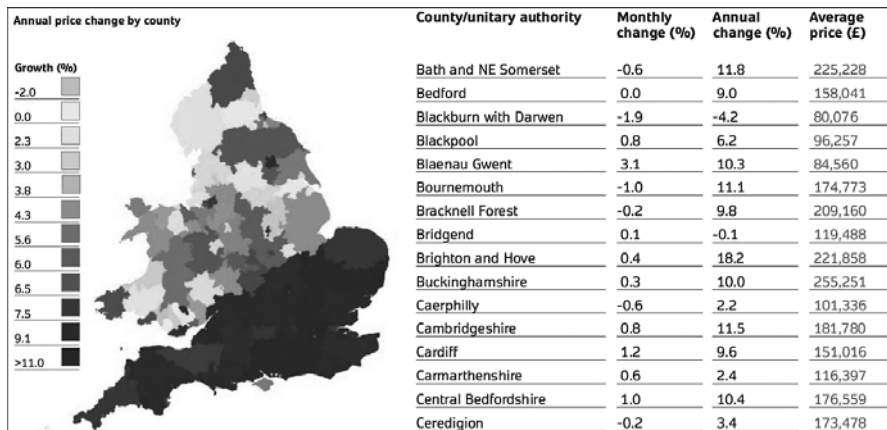 Annual price change by county
Growth (%)
-2.0
0.0
2.3
3.0
3.8
4.3
5.6
6.0
6.5
7.5
9.1
>11.0
County/unitary authority Monthly change (%) Annual change (%) Average price (£)
Bath and NE Somerset -0.6 11.8 225,228
Bedford 0.0 9.0 158,041
Blackburn with Darwen -1.9 -4.2 80,076
Blackpool 0.8 6.2 96,257
Blaenau Gwent 3.1 10.3 84,560
Bournemouth -1.0 11.1 174,773
Bracknell Forest -0.2 9.8 209,160
Bridgend 0.1 -0.1 119,488
Brighton and Hove 0.4 18.2 221,858
Buckinghamshire 0.3 10.0 255,251
Caerphilly -0.6 2.2 101,336
Cambridgeshire 0.8 11.5 181,780
Cardiff 1.2 9.6 151,016
Carmarthenshire 0.6 2.4 116,397
Central Bedfordshire 1.0 10.4 176,559
Ceredigion -0.2 3.4 173,478